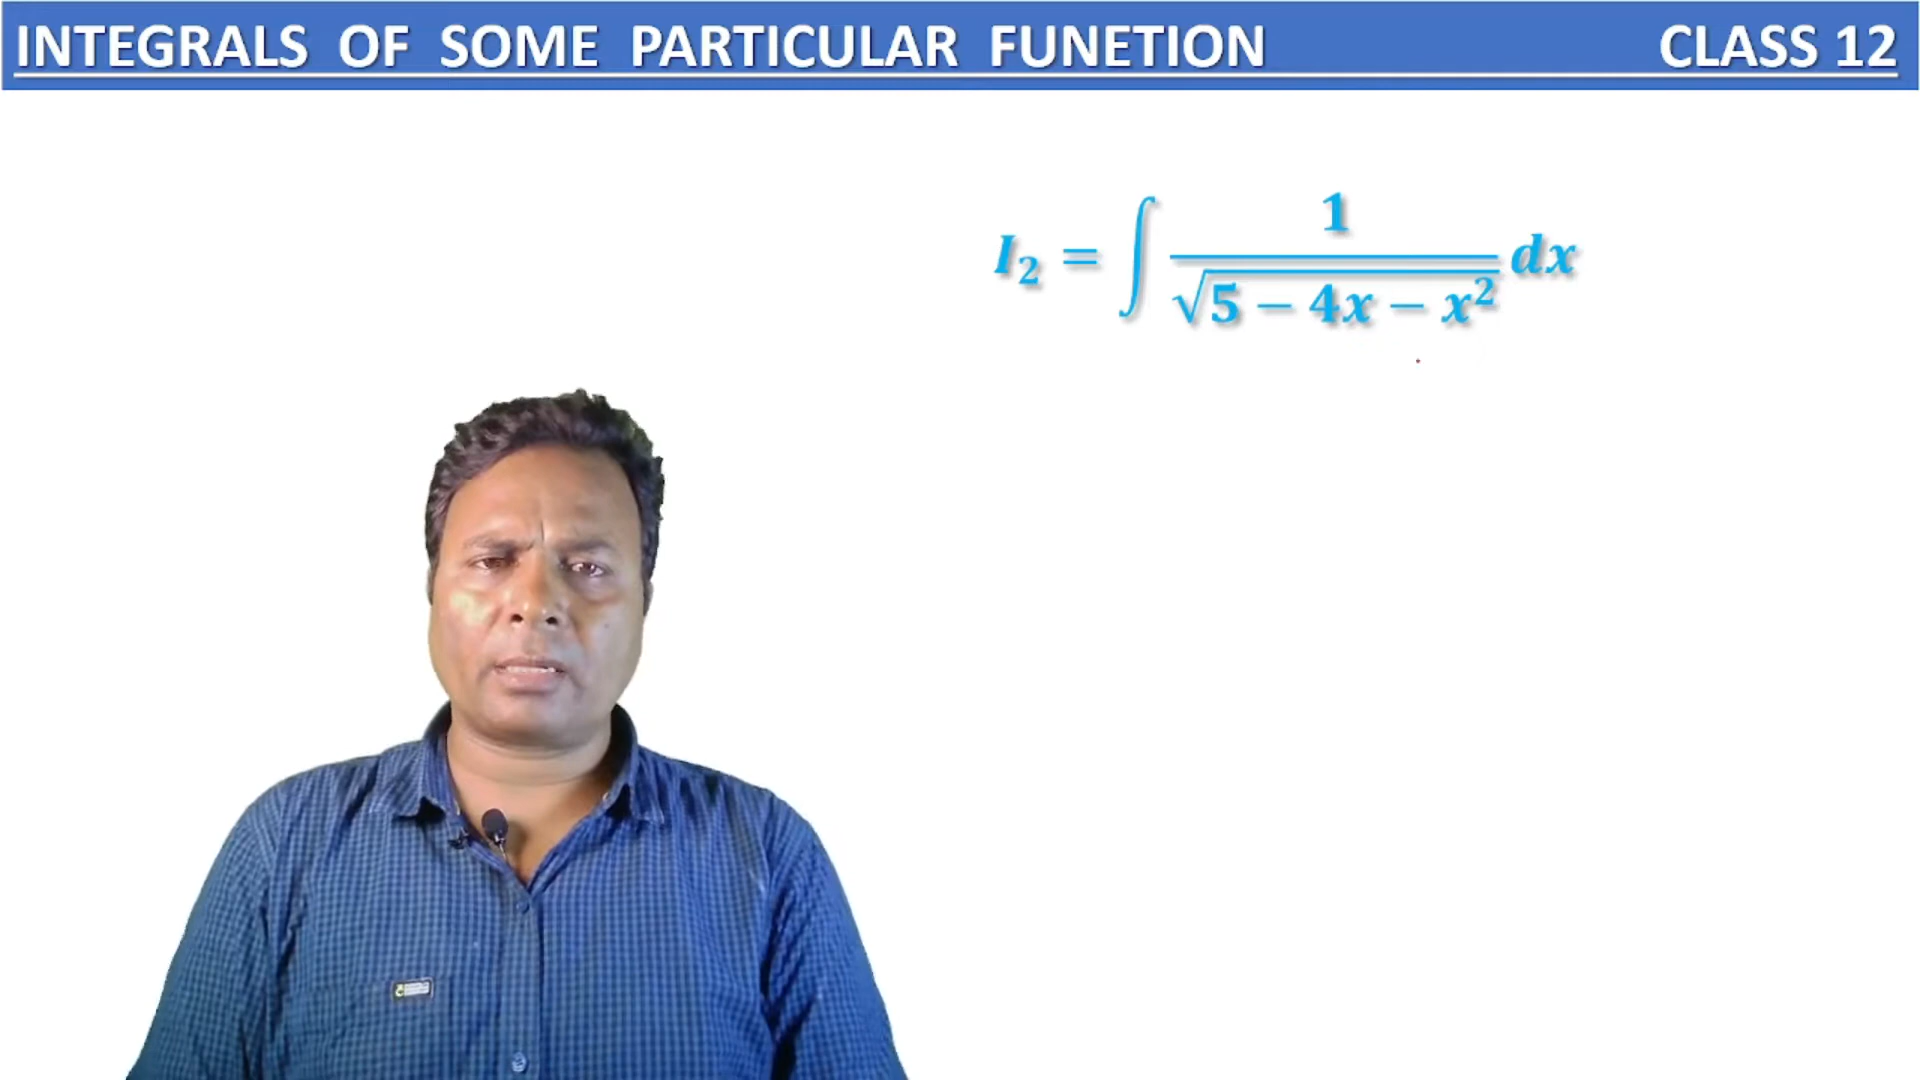 INTEGRALS OF SOME PARTICULAR FUNETION CLASS 12
I₂ = ∫ 1/√(5 − 4x − x²) dx